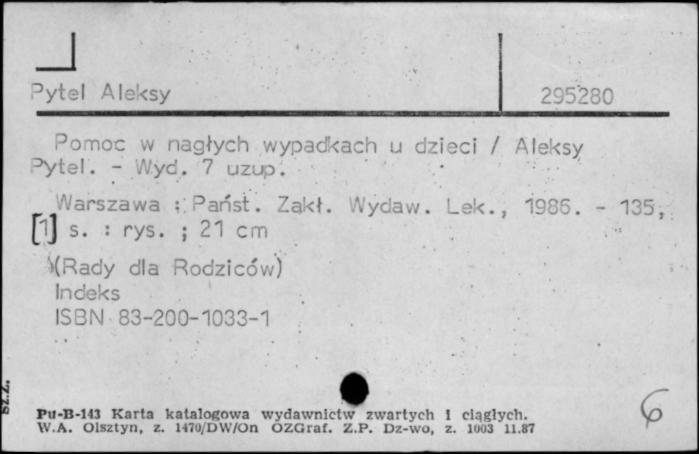 Pytel Aleksy
295280
Pomoc w nagłych wypadkach u dzieci / Aleksy
Pytel. - Wyd. 7 uzup.
Warszawa : Państ. Zakł. Wydaw. Lek., 1986. - 135,
[1] s. : rys. ; 21 cm
(Rady dla Rodziców)
Indeks
ISBN 83-200-1033-1
Sz.Z.
Pu-B-143 Karta katalogowa wydawnictw zwartych i ciągłych.
W.A. Olsztyn, z. 1470/DW/On OZGraf. Z.P. Dz-wo, z. 1003 11.87
6